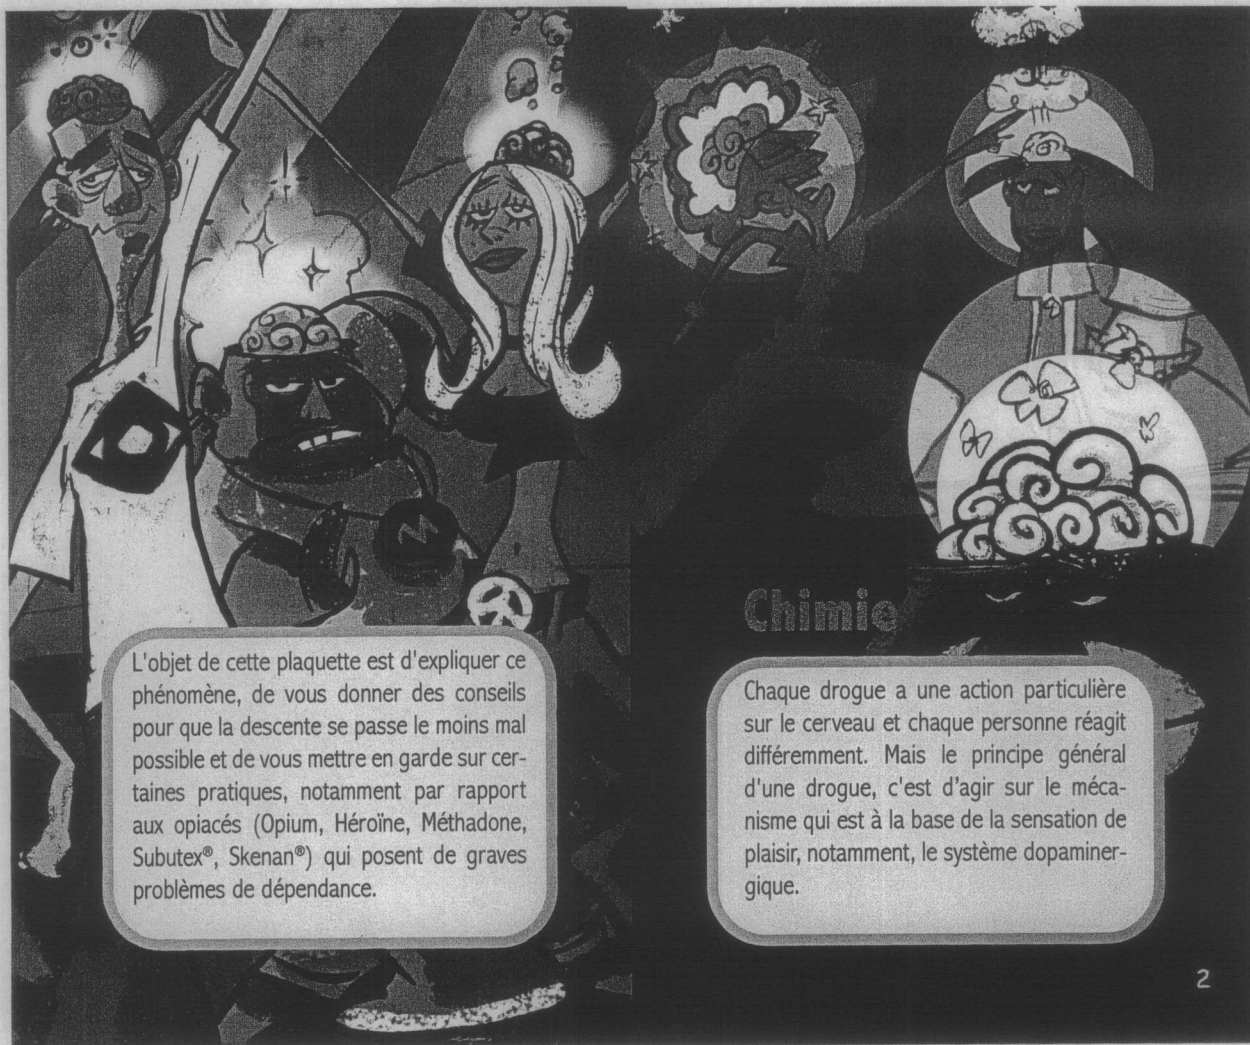 L'objet de cette plaquette est d'expliquer ce
phénomène, de vous donner des conseils
pour que la descente se passe le moins mal
possible et de vous mettre en garde sur cer-
taines pratiques, notamment par rapport
aux opiacés (Opium, Héroïne, Méthadone,
Subutex®, Skenan®) qui posent de graves
problèmes de dépendance.
Chimie
Chaque drogue a une action particulière
sur le cerveau et chaque personne réagit
différemment. Mais le principe général
d'une drogue, c'est d'agir sur le méca-
nisme qui est à la base de la sensation de
plaisir, notamment, le système dopaminer-
gique.
2